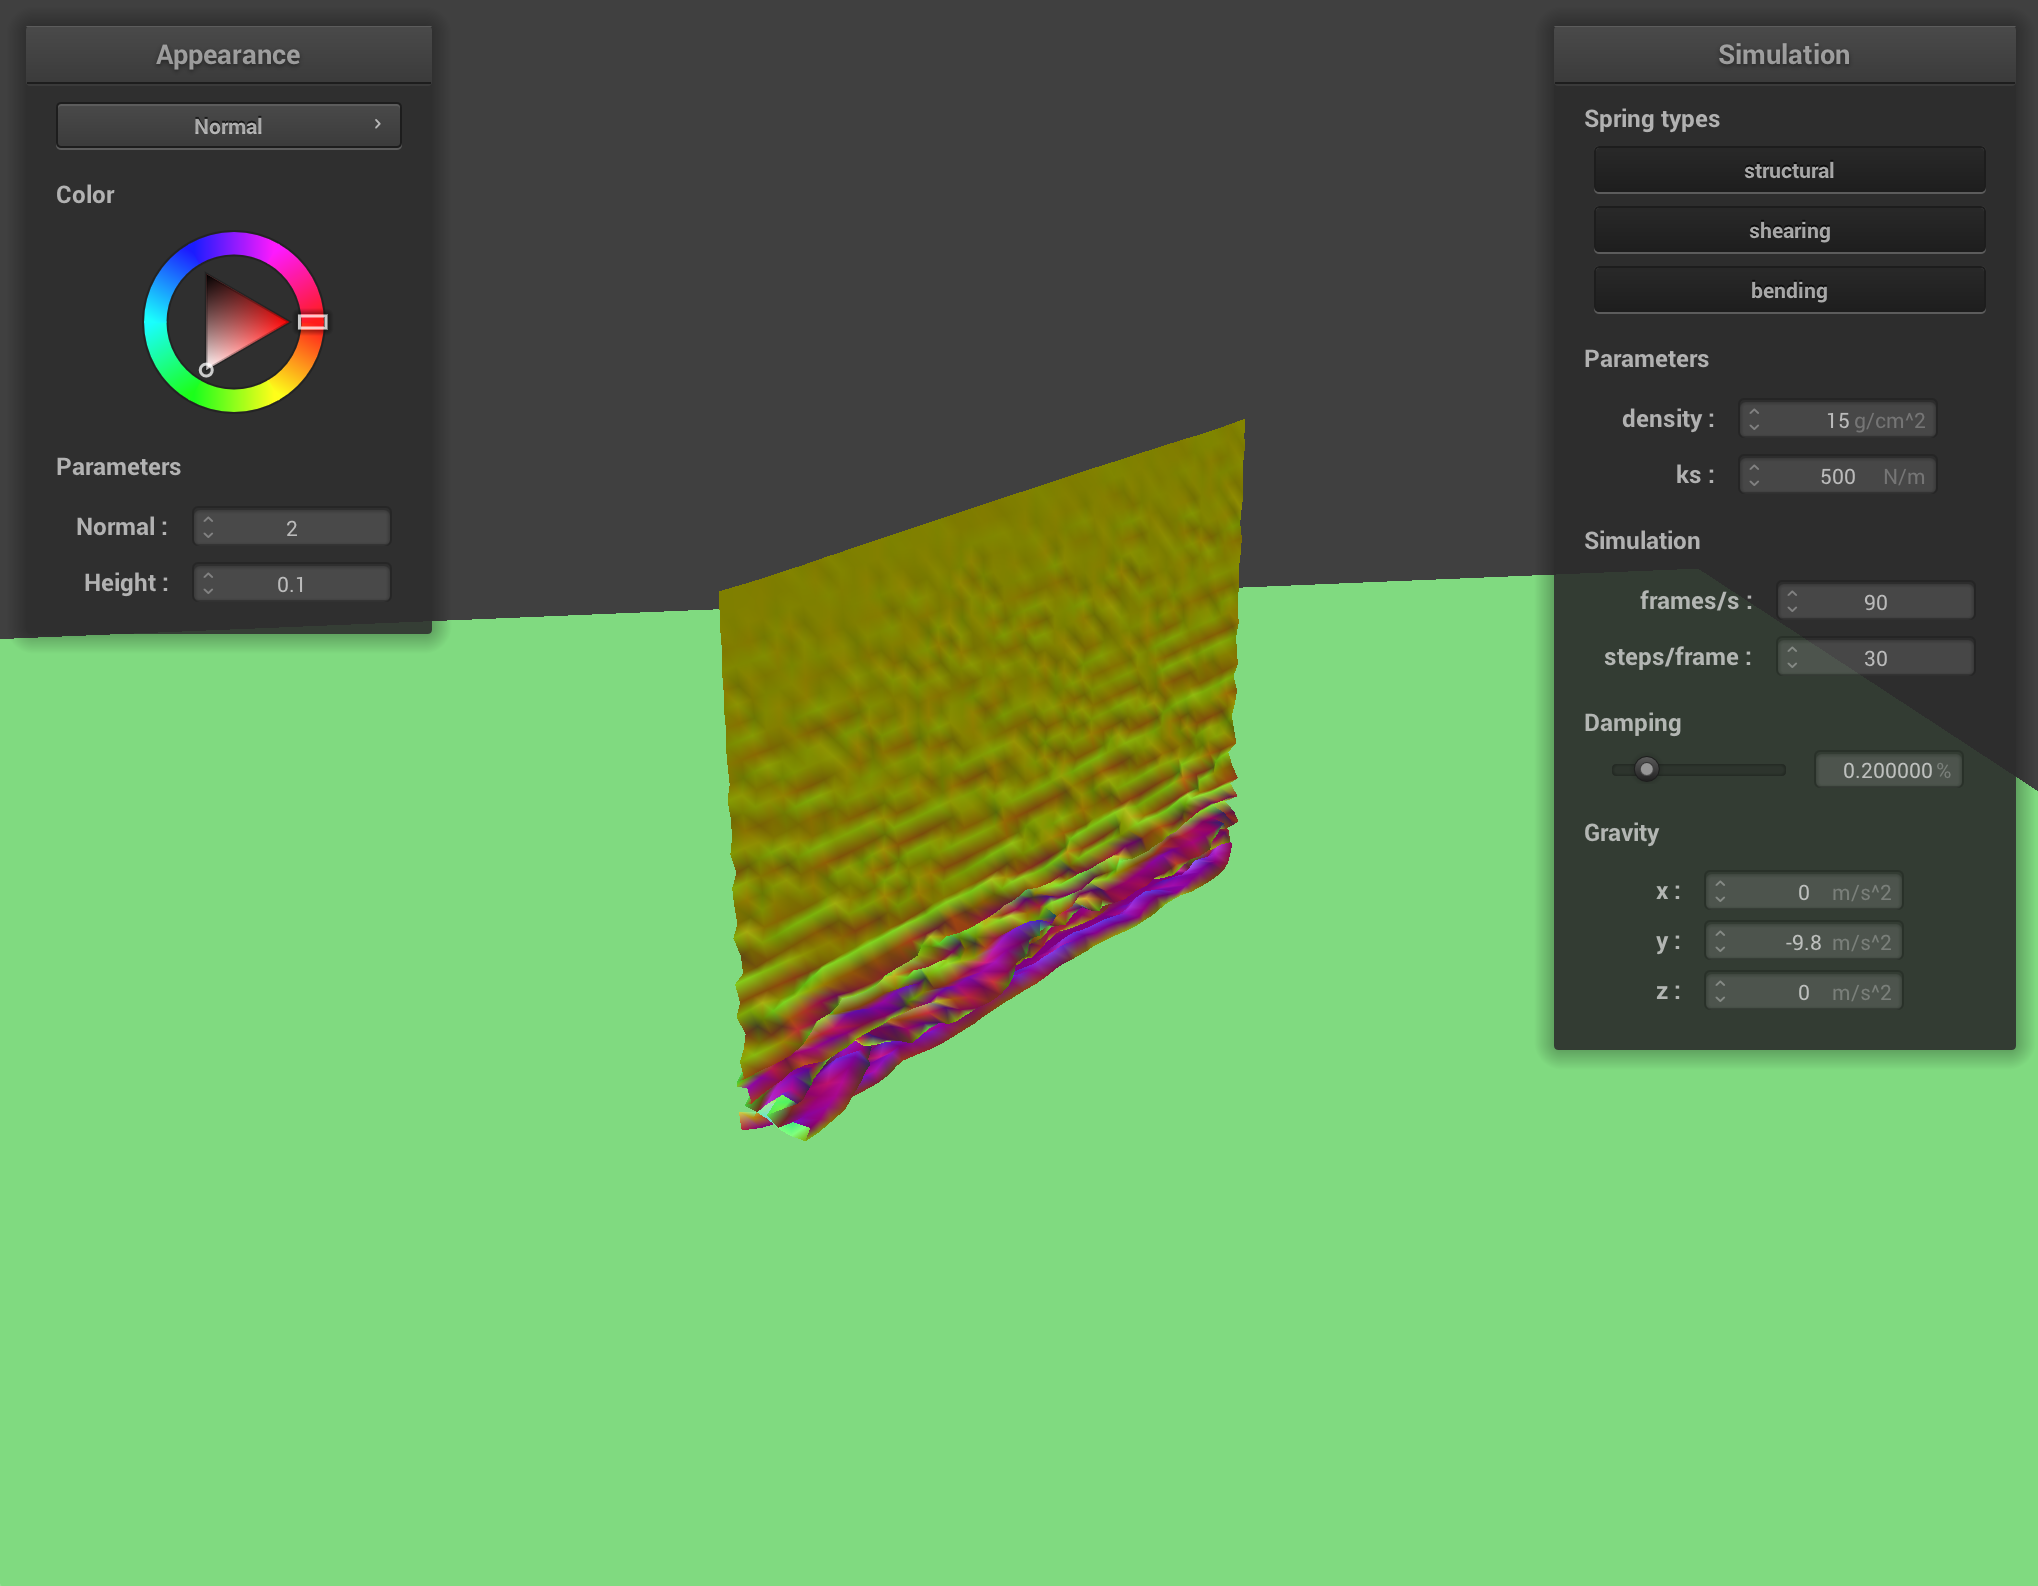 Appearance
Normal
Color
Parameters
Normal : 2
Height : 0.1
Simulation
Spring types
structural
shearing
bending
Parameters
density : 15 g/cm^2
ks : 500 N/m
Simulation
frames/s : 90
steps/frame : 30
Damping
0.200000 %
Gravity
x : 0 m/s^2
y : -9.8 m/s^2
z : 0 m/s^2